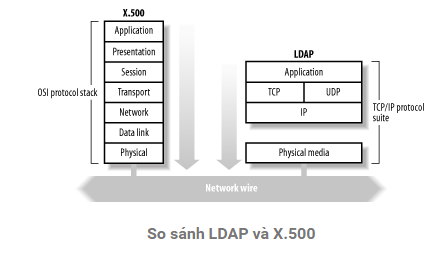 X.500
Application
Presentation
Session
Transport
Network
Data link
Physical
OSI protocol stack
LDAP
Application
TCP
UDP
IP
Physical media
TCP/IP protocol
suite
Network wire
So sánh LDAP và X.500